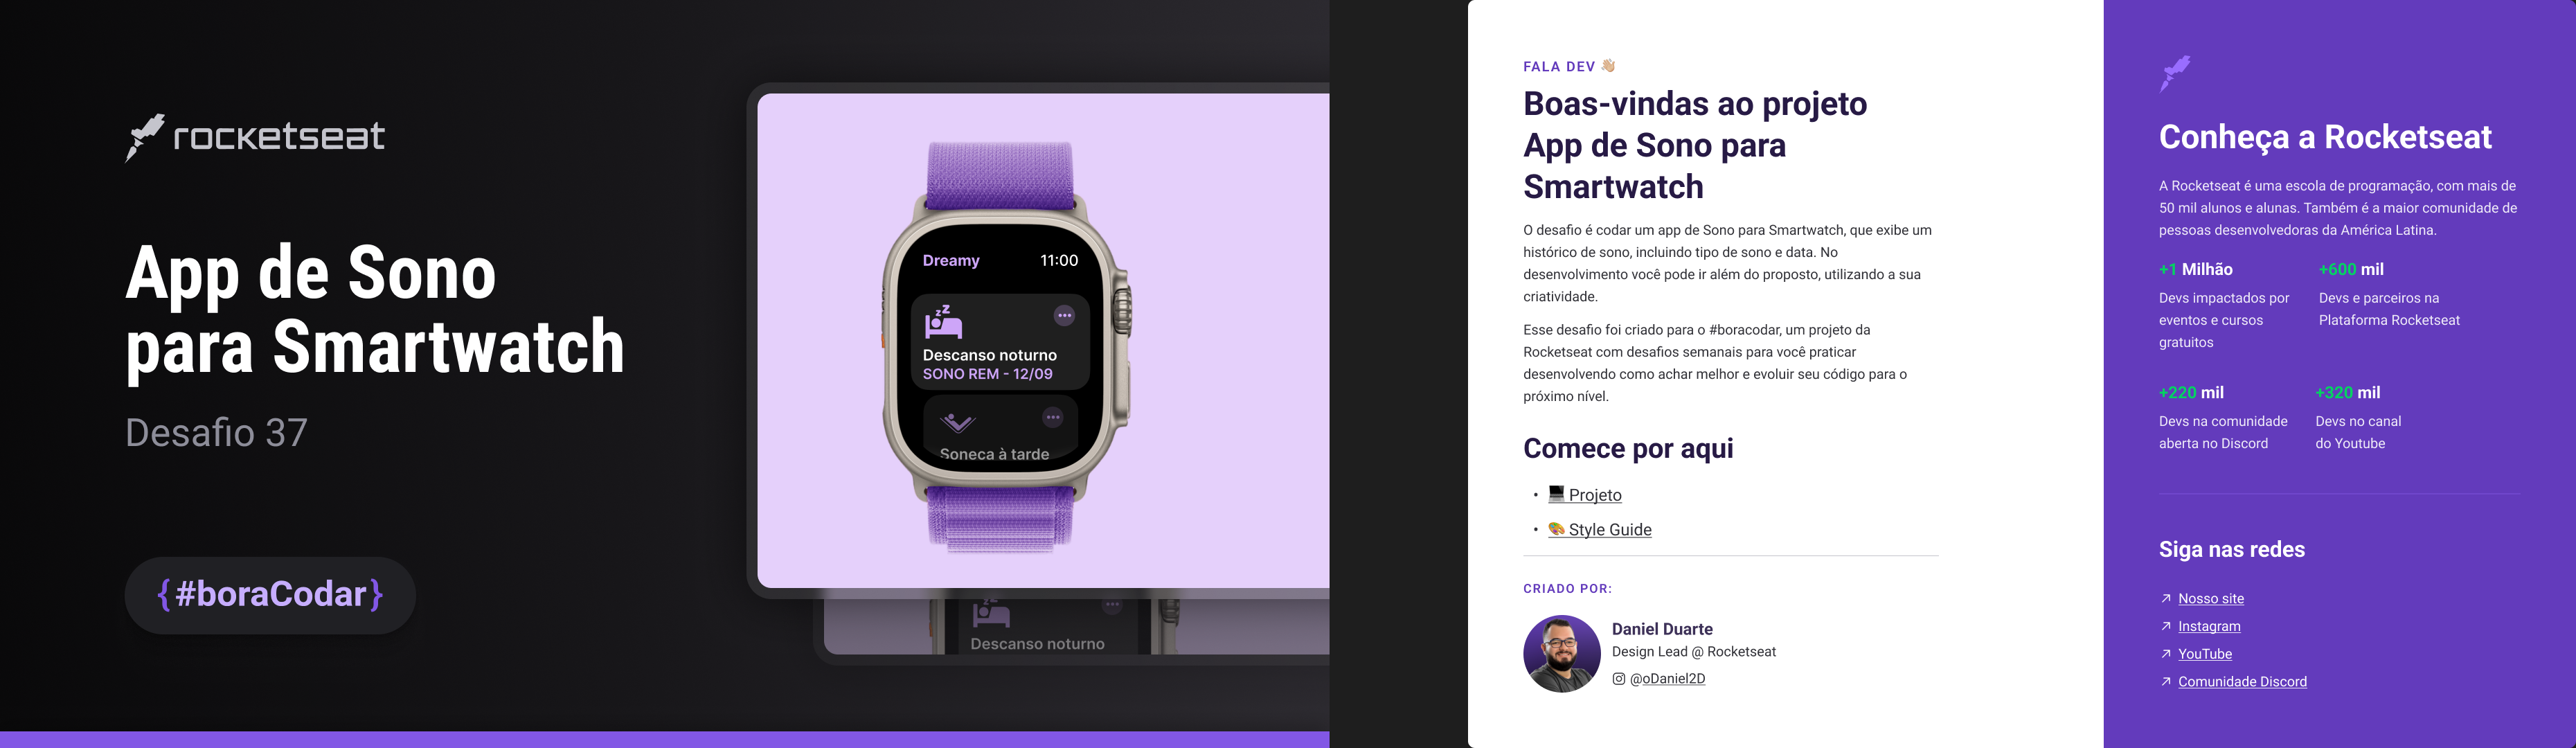 rocketseat
App de Sono
para Smartwatch
Desafio 37
{#boraCodar}
Dreamy 11:00
z z
Descanso noturno
SONO REM - 12/09
Soneca à tarde
Descanso noturno
FALA DEV 👋🏼
Boas-vindas ao projeto
App de Sono para
Smartwatch
O desafio é codar um app de Sono para Smartwatch, que exibe um
histórico de sono, incluindo tipo de sono e data. No
desenvolvimento você pode ir além do proposto, utilizando a sua
criatividade.
Esse desafio foi criado para o #boracodar, um projeto da
Rocketseat com desafios semanais para você praticar
desenvolvendo como achar melhor e evoluir seu código para o
próximo nível.
Comece por aqui
• 💻 Projeto
• 🎨 Style Guide
CRIADO POR:
Daniel Duarte
Design Lead @ Rocketseat
@oDaniel2D
Conheça a Rocketseat
A Rocketseat é uma escola de programação, com mais de
50 mil alunos e alunas. Também é a maior comunidade de
pessoas desenvolvedoras da América Latina.
+1 Milhão
Devs impactados por
eventos e cursos
gratuitos
+600 mil
Devs e parceiros na
Plataforma Rocketseat
+220 mil
Devs na comunidade
aberta no Discord
+320 mil
Devs no canal
do Youtube
Siga nas redes
↗ Nosso site
↗ Instagram
↗ YouTube
↗ Comunidade Discord